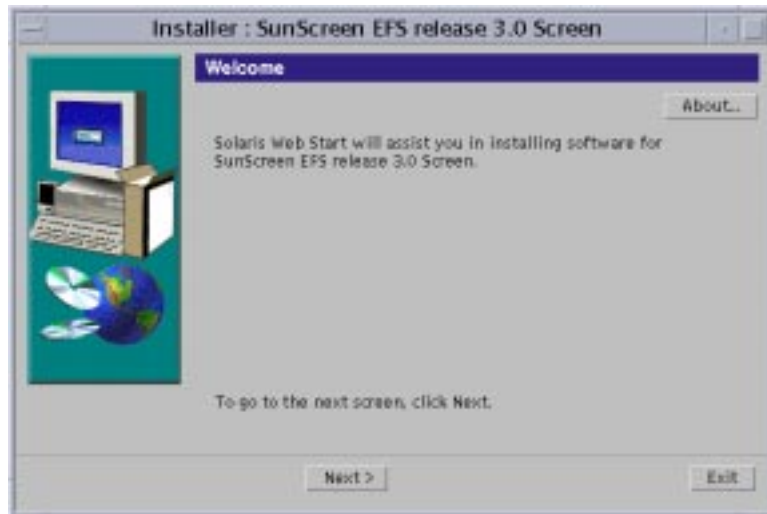 Installer : SunScreen EFS release 3.0 Screen
Welcome
About..
Solaris Web Start will assist you in installing software for
SunScreen EFS release 3.0 Screen.
To go to the next screen, click Next.
Next >
Exit